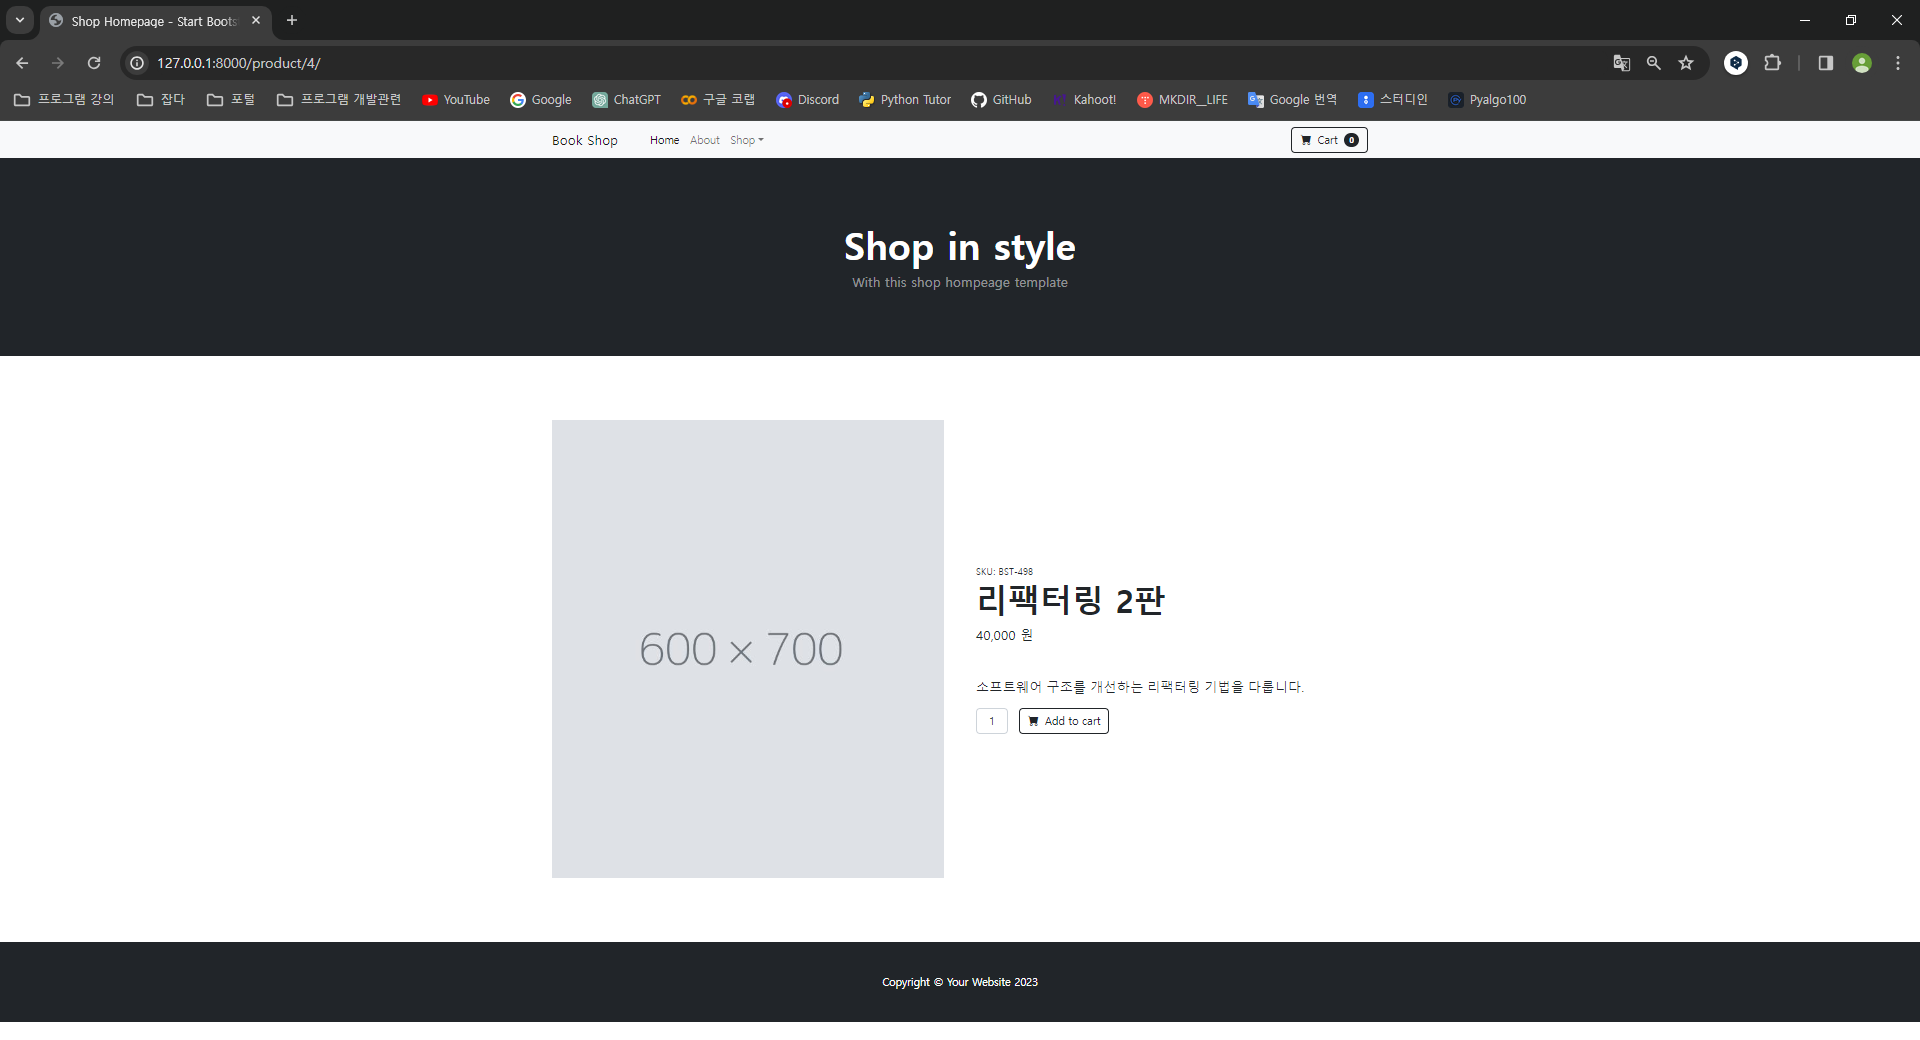 Shop Homepage - Start Boots
127.0.0.1:8000/product/4/
프로그램 강의 잡다 포털 프로그램 개발관련 YouTube Google ChatGPT 구글 코랩 Discord Python Tutor GitHub Kahoot! MKDIR__LIFE Google 번역 스터디인 Pyalgo100
Book Shop Home About Shop Cart 0
Shop in style
With this shop hompeage template
600 × 700
SKU: BST-498
리팩터링 2판
40,000 원
소프트웨어 구조를 개선하는 리팩터링 기법을 다룹니다.
1 Add to cart
Copyright © Your Website 2023